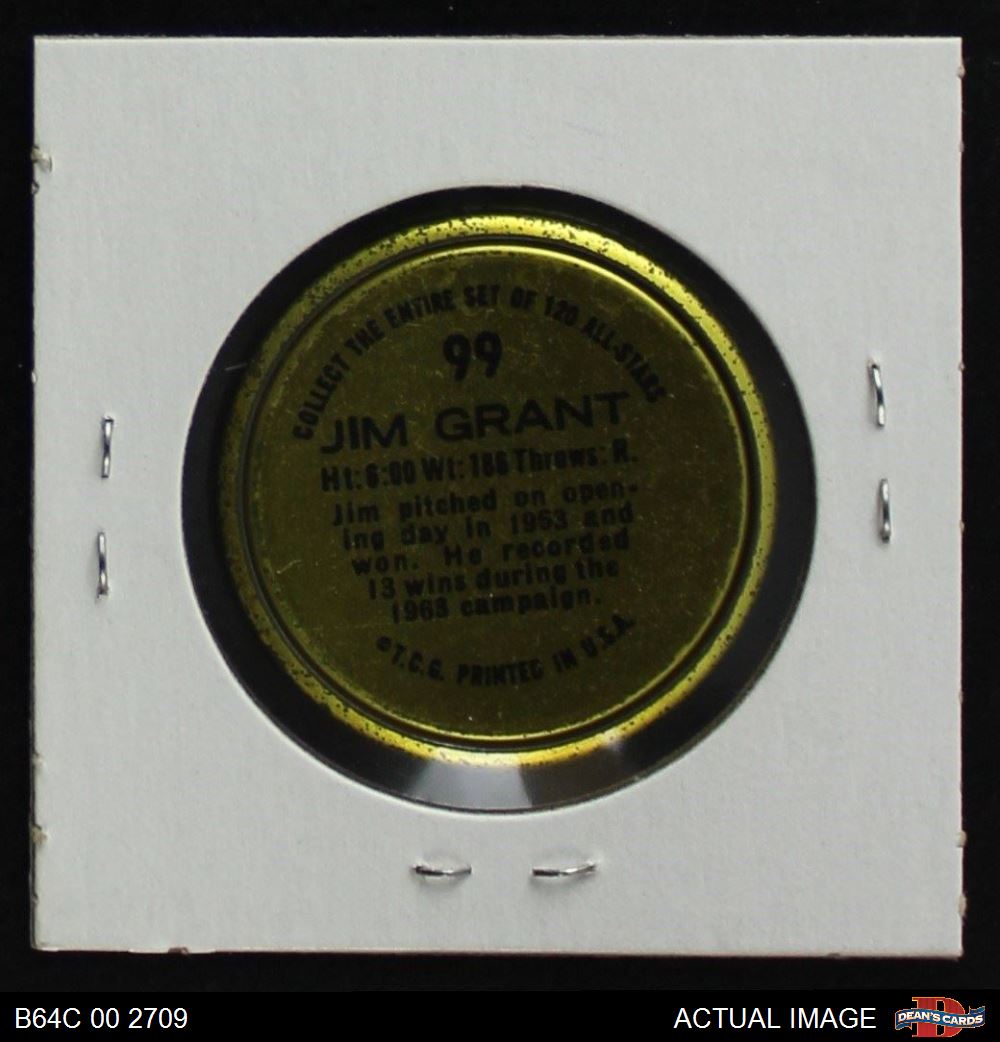 COLLECT THE ENTIRE SET OF 120 ALL-STARS
99
JIM GRANT
Ht: 6:00 Wt: 186 Throws: R.
Jim pitched on open-
ing day in 1963 and
won. He recorded
13 wins during the
1963 campaign.
©T.C.G. PRINTED IN U.S.A.
B64C 00 2709
ACTUAL IMAGE
D
DEAN'S CARDS